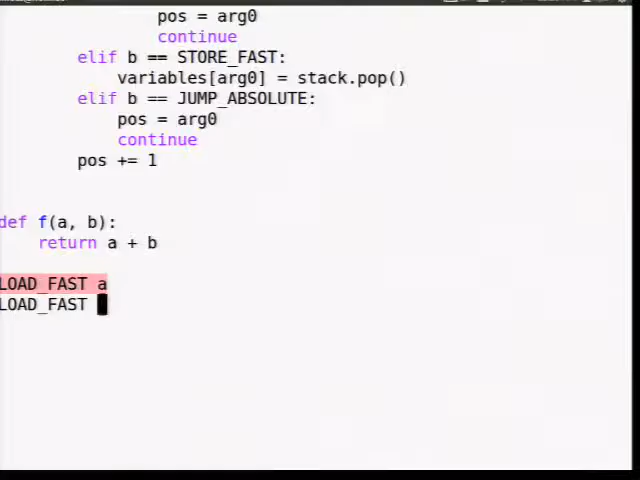 pos = arg0
continue
elif b == STORE_FAST:
variables[arg0] = stack.pop()
elif b == JUMP_ABSOLUTE:
pos = arg0
continue
pos += 1
def f(a, b):
return a + b
LOAD_FAST a
LOAD_FAST